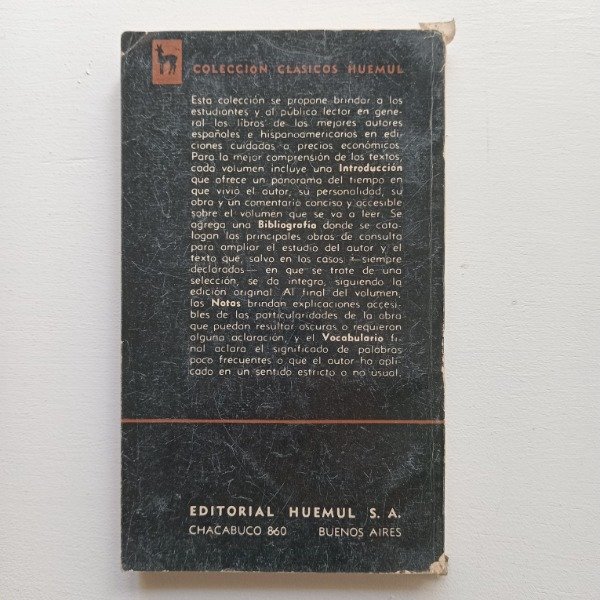 COLECCION CLASICOS HUEMUL
Esta colección se propone brindar a los
estudiantes y al público lector en gene-
ral los libros de los mejores autores
españoles e hispanoamericanos en edi-
ciones cuidadas a precios económicos.
Para la mejor comprensión de los textos,
cada volumen incluye una Introducción
que ofrece un panorama del tiempo en
que vivió el autor, su personalidad, su
obra y un comentario conciso y accesible
sobre el volumen que se va a leer. Se
agrega una Bibliografía donde se cata-
logan las principales obras de consulta
para ampliar el estudio del autor y el
texto que, salvo en los casos —siempre
declarados— en que se trate de una
selección, se da íntegro, siguiendo la
edición original. Al final del volumen,
las Notas brindan explicaciones accesi-
bles de las particularidades de la obra
que puedan resultar oscuras o requieran
alguna aclaración, y el Vocabulario fi-
nal aclara el significado de palabras
poco frecuentes o que el autor ha apli-
cado en un sentido estricto o no usual.
EDITORIAL HUEMUL S. A.
CHACABUCO 860 BUENOS AIRES